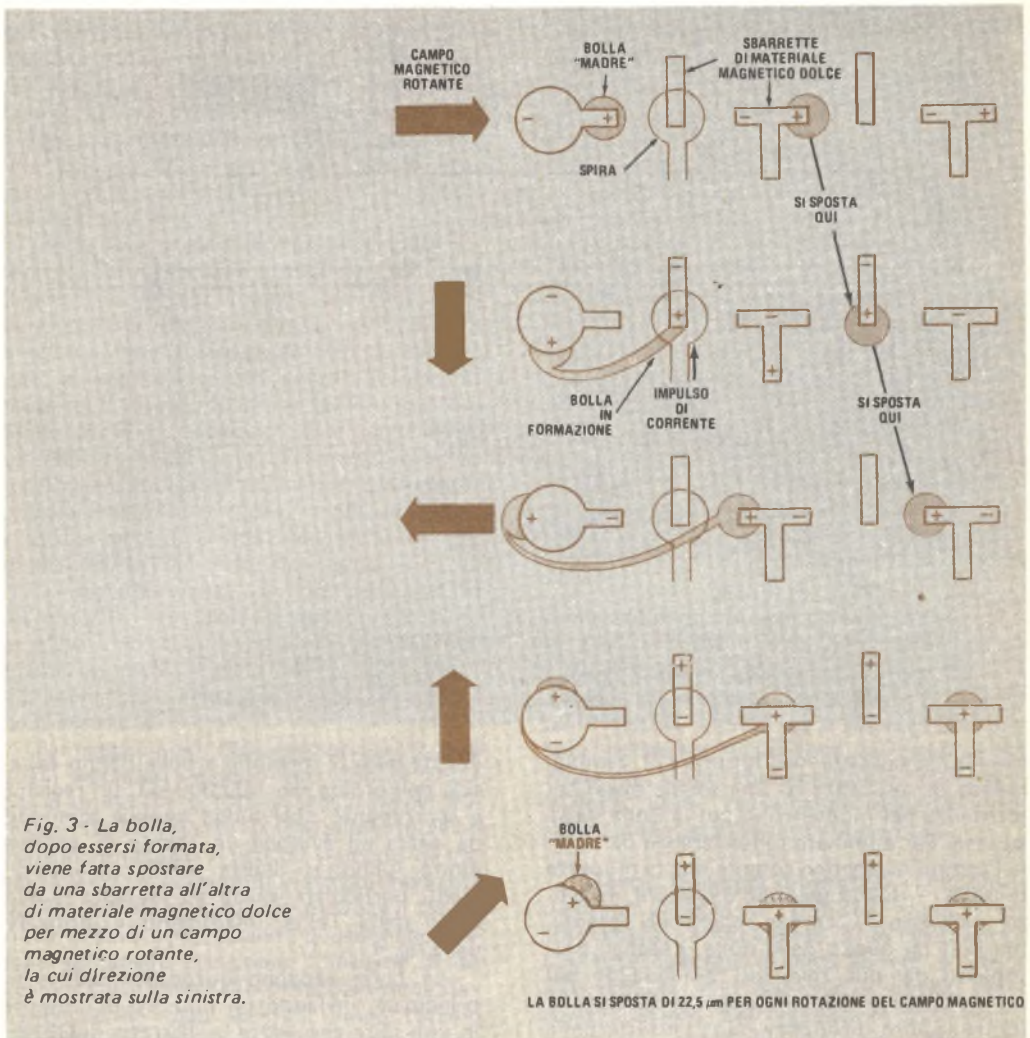 CAMPO
MAGNETICO
ROTANTE
BOLLA
"MADRE"
SBARRETTE
DI MATERIALE
MAGNETICO DOLCE
-
+
-
+
-
+
SPIRA
SI SPOSTA
QUI
-
+
-
+
-
+
-
+
-
BOLLA
IN
FORMAZIONE
IMPULSO
DI
CORRENTE
SI SPOSTA
QUI
+
-
+
-
+
-
+
-
+
-
+
-
+
-
+
-
BOLLA
"MADRE"
+
-
+
-
+
-
+
-
+
-
LA BOLLA SI SPOSTA DI 22,5 µm PER OGNI ROTAZIONE DEL CAMPO MAGNETICO
Fig. 3 - La bolla,
dopo essersi formata,
viene fatta spostare
da una sbarretta all'altra
di materiale magnetico dolce
per mezzo di un campo
magnetico rotante,
la cui direzione
è mostrata sulla sinistra.